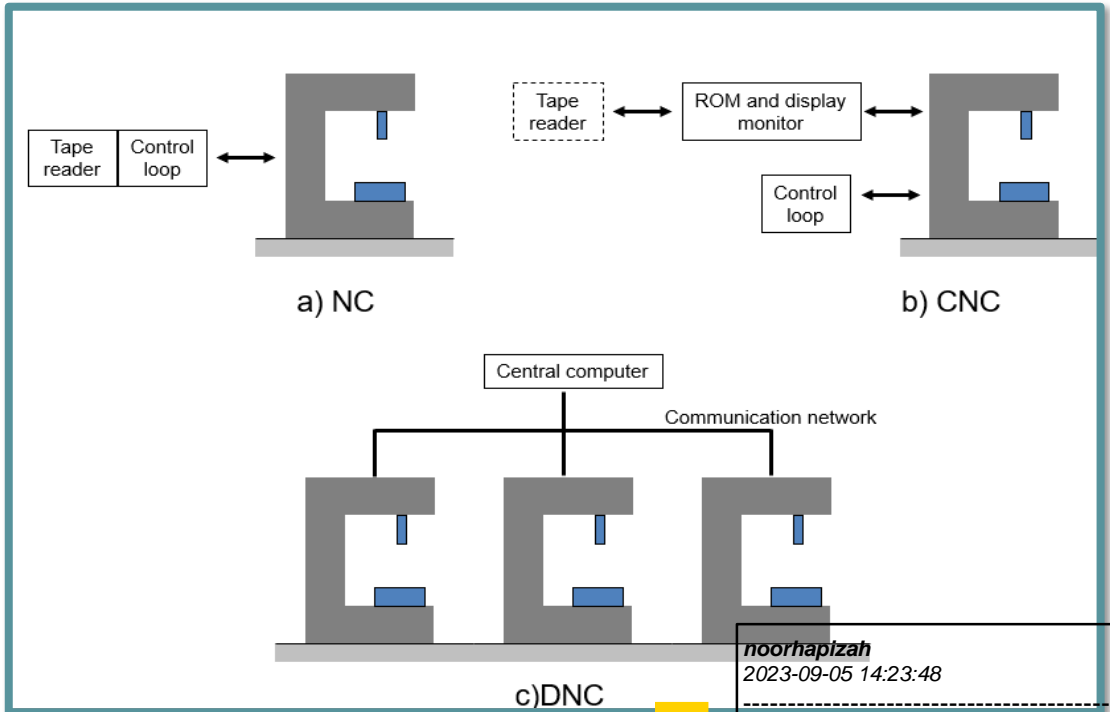 Tape
reader
Control
loop
a) NC
Tape
reader
ROM and display
monitor
Control
loop
b) CNC
Central computer
Communication network
c)DNC
noorhapizah
2023-09-05 14:23:48
--------------------------------------